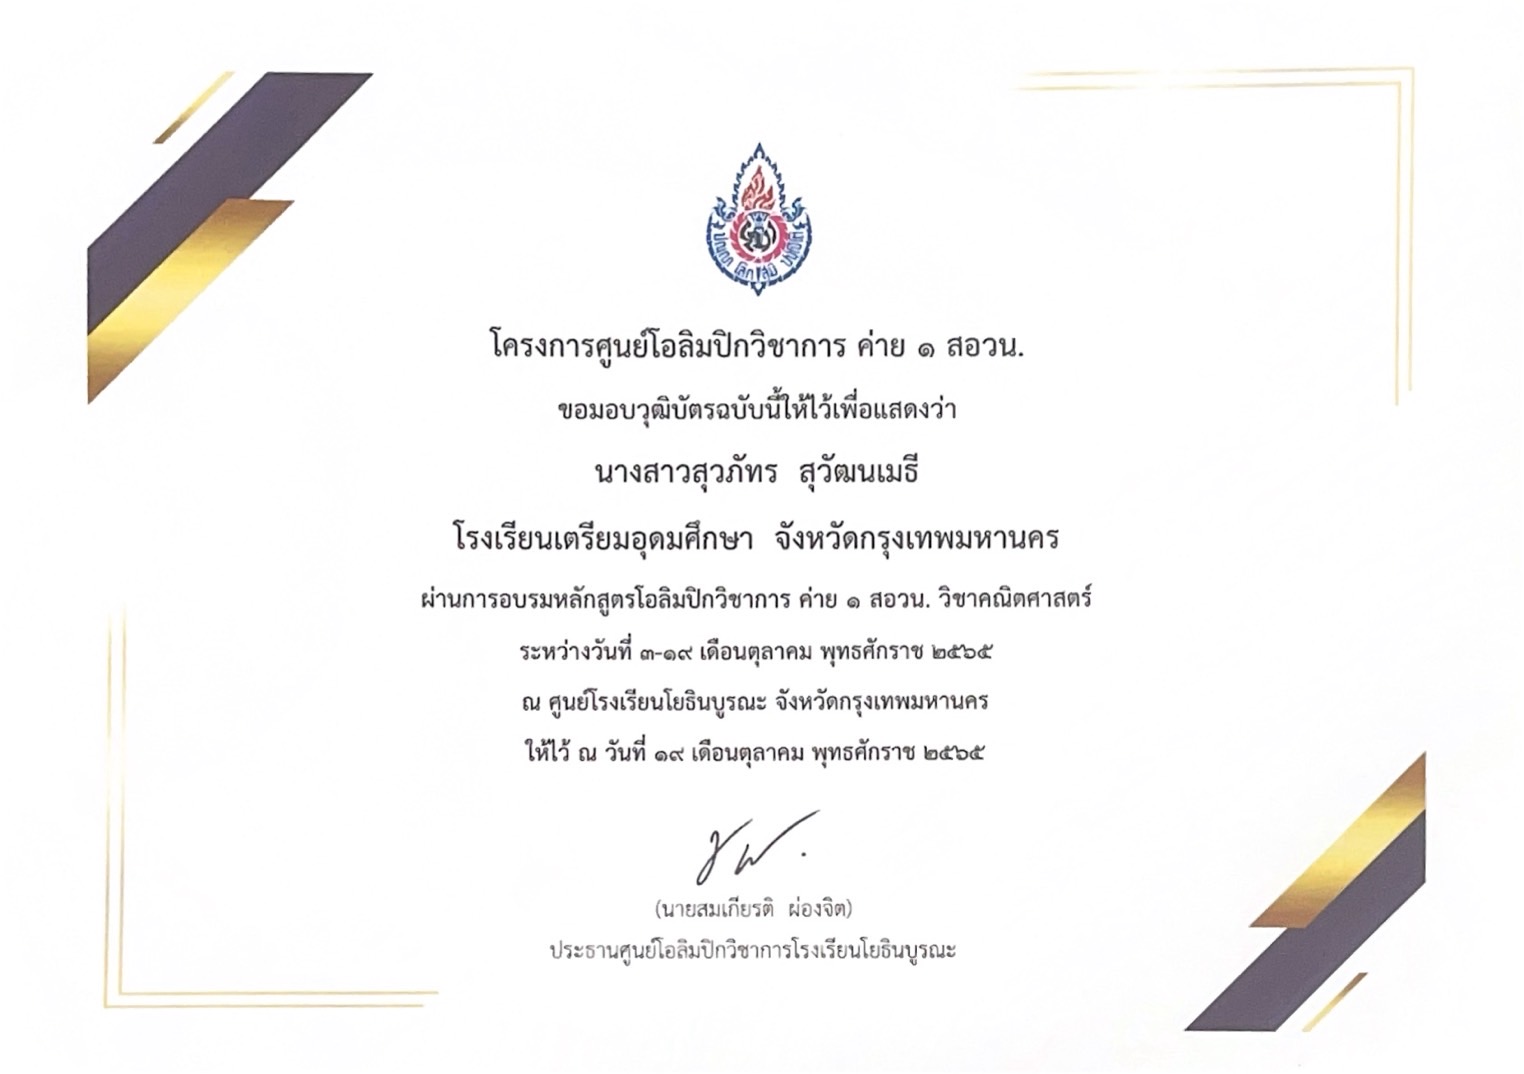 โครงการศูนย์โอลิมปิกวิชาการ ค่าย ๑ สอวน.
ขอมอบวุฒิบัตรฉบับนี้ให้ไว้เพื่อแสดงว่า
นางสาวสุวภัทร สุวัฒนเมธี
โรงเรียนเตรียมอุดมศึกษา จังหวัดกรุงเทพมหานคร
ผ่านการอบรมหลักสูตรโอลิมปิกวิชาการ ค่าย ๑ สอวน. วิชาคณิตศาสตร์
ระหว่างวันที่ ๓-๑๙ เดือนตุลาคม พุทธศักราช ๒๕๖๕
ณ ศูนย์โรงเรียนโยธินบูรณะ จังหวัดกรุงเทพมหานคร
ให้ไว้ ณ วันที่ ๑๙ เดือนตุลาคม พุทธศักราช ๒๕๖๕
(นายสมเกียรติ ผ่องจิต)
ประธานศูนย์โอลิมปิกวิชาการโรงเรียนโยธินบูรณะ